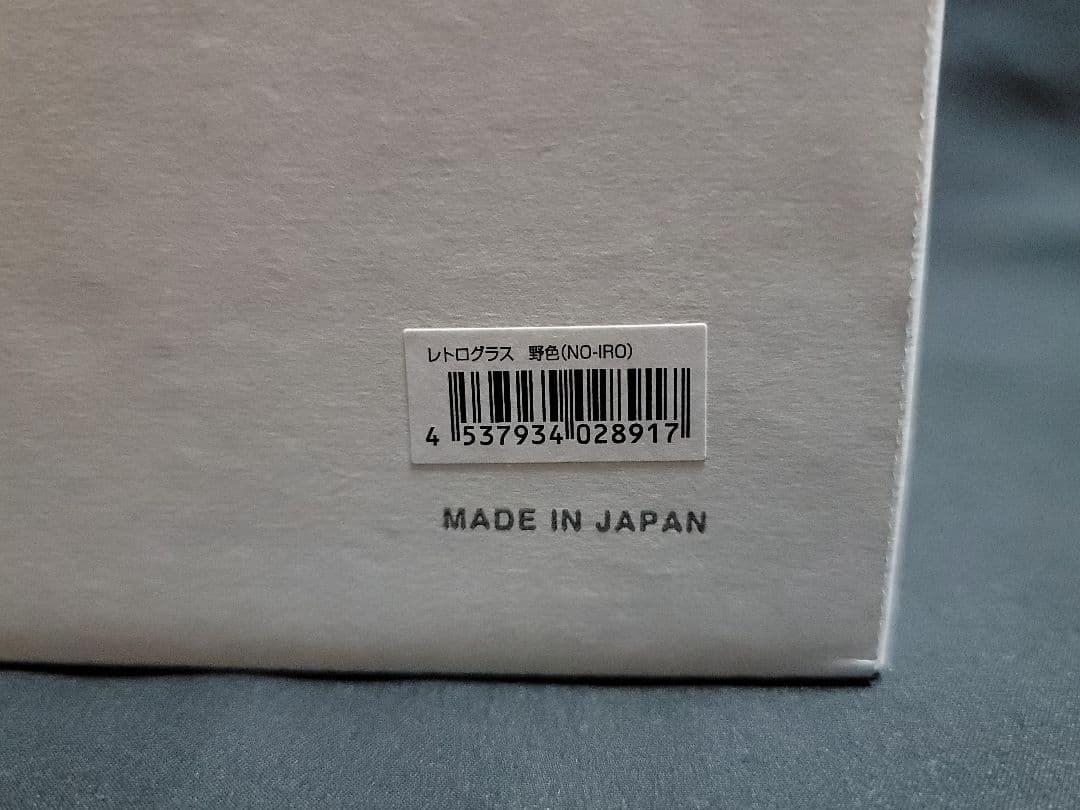 レトログラス 野色(NO-IRO)
4 537934 028917
MADE IN JAPAN